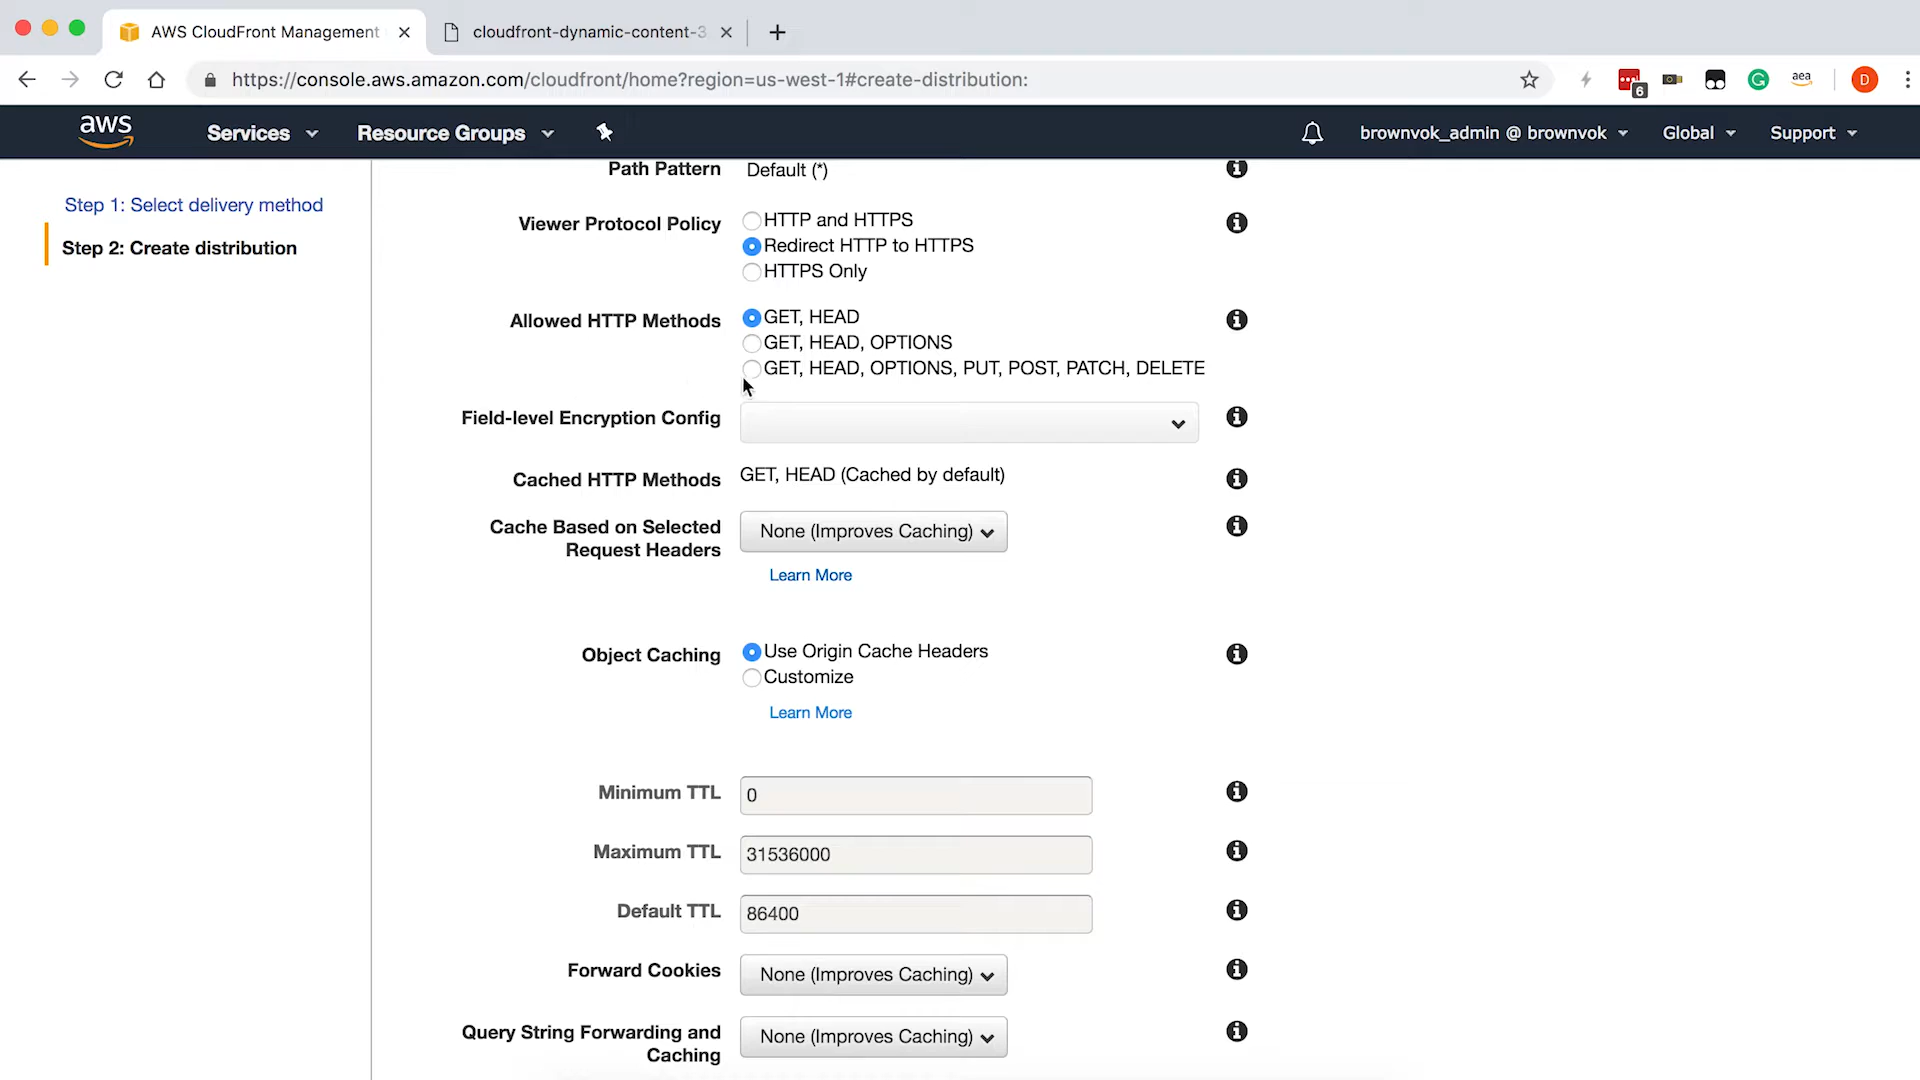 AWS CloudFront Management
cloudfront-dynamic-content-3
https://console.aws.amazon.com/cloudfront/home?region=us-west-1#create-distribution:
6
aea
D
aws
Services
Resource Groups
brownvok_admin @ brownvok
Global
Support
Step 1: Select delivery method
Step 2: Create distribution
Path Pattern
Default (*)
Viewer Protocol Policy
HTTP and HTTPS
Redirect HTTP to HTTPS
HTTPS Only
Allowed HTTP Methods
GET, HEAD
GET, HEAD, OPTIONS
GET, HEAD, OPTIONS, PUT, POST, PATCH, DELETE
Field-level Encryption Config
Cached HTTP Methods
GET, HEAD (Cached by default)
Cache Based on Selected
Request Headers
None (Improves Caching)
Learn More
Object Caching
Use Origin Cache Headers
Customize
Learn More
Minimum TTL
0
Maximum TTL
31536000
Default TTL
86400
Forward Cookies
None (Improves Caching)
Query String Forwarding and
Caching
None (Improves Caching)